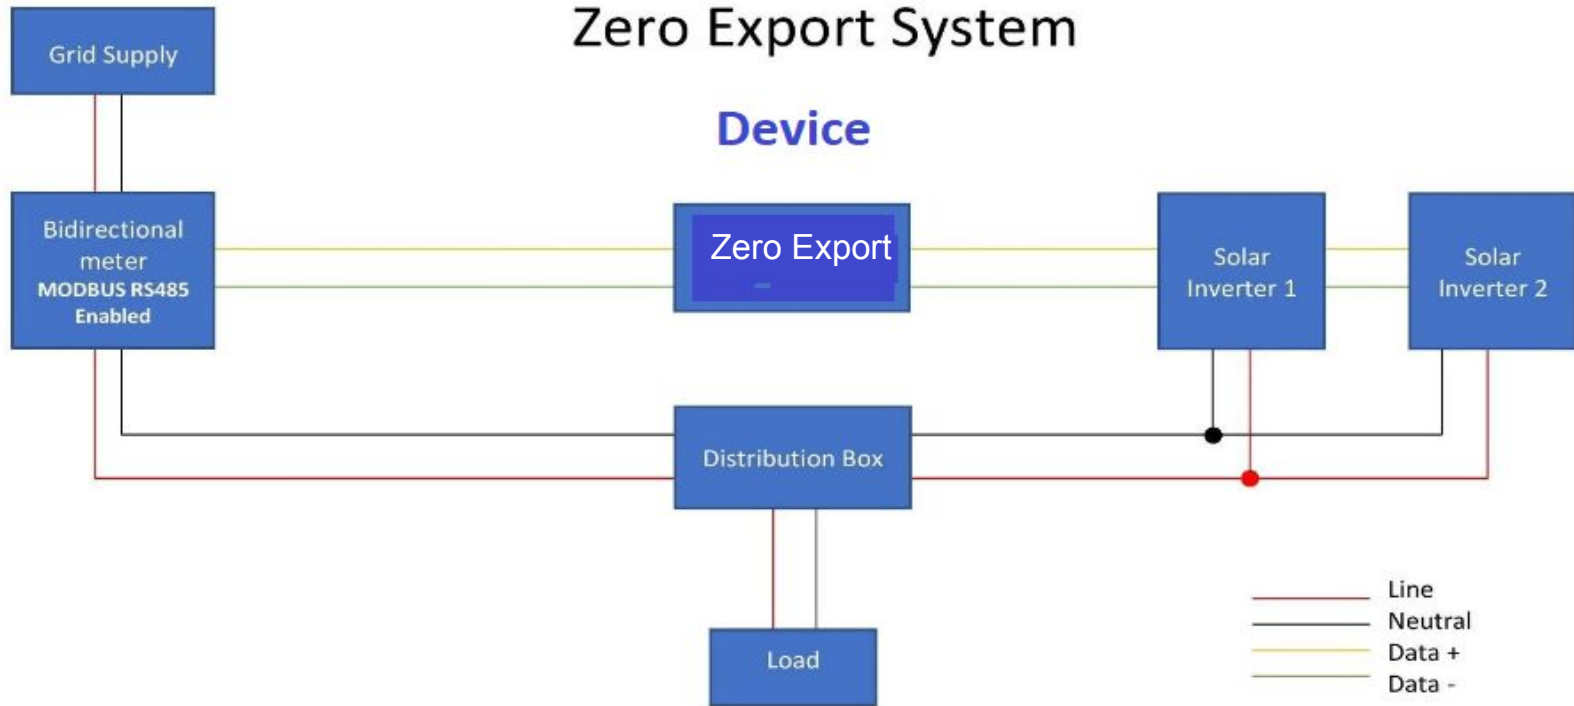 Zero Export System
Grid Supply
Device
Bidirectional
meter
MODBUS RS485
Enabled
Zero Export
Solar
Inverter 1
Solar
Inverter 2
Distribution Box
Load
Line
Neutral
Data +
Data -